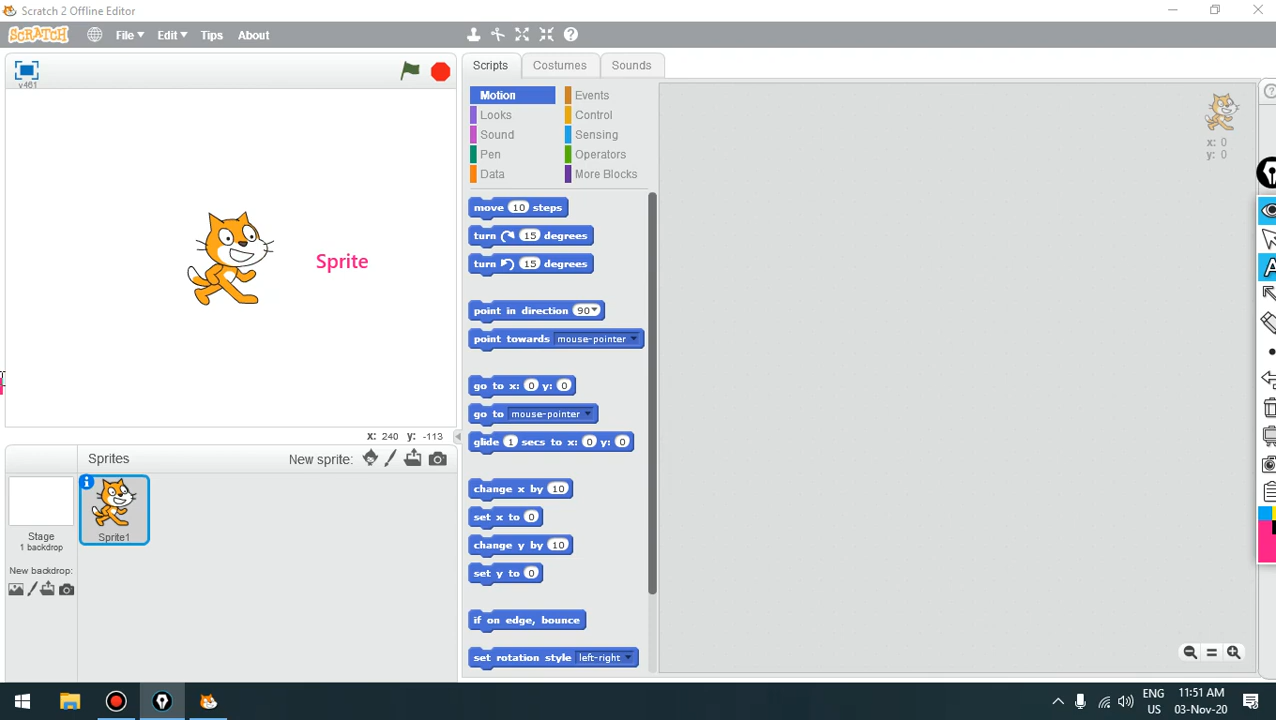 Scratch 2 Offline Editor
SCRATCH File Edit Tips About
v461
Scripts Costumes Sounds
Motion Events
Looks Control
Sound Sensing
Pen Operators
Data More Blocks
x: 0
y: 0
move 10 steps
turn 15 degrees
turn 15 degrees
point in direction 90
point towards mouse-pointer
go to x: 0 y: 0
go to mouse-pointer
glide 1 secs to x: 0 y: 0
change x by 10
set x to 0
change y by 10
set y to 0
if on edge, bounce
set rotation style left-right
Sprite
x: 240 y: -113
Sprites New sprite:
Stage
1 backdrop
New backdrop:
Sprite1
ENG
US
11:51 AM
03-Nov-20